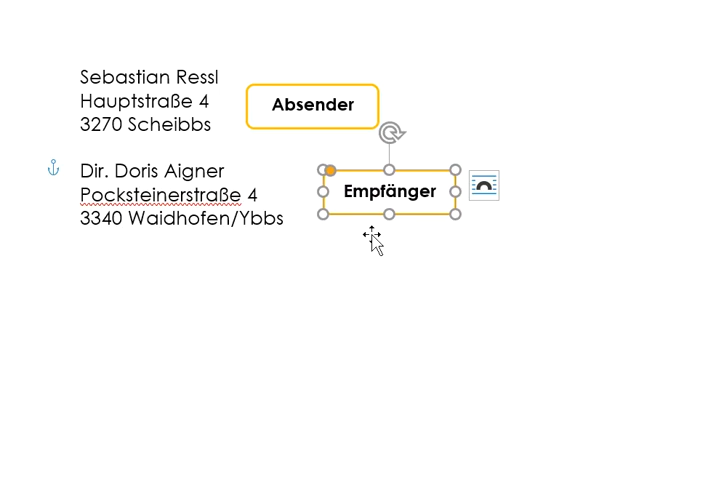 Sebastian Ressl
Hauptstraße 4
3270 Scheibbs
Absender
Dir. Doris Aigner
Pocksteinerstraße 4
3340 Waidhofen/Ybbs
Empfänger